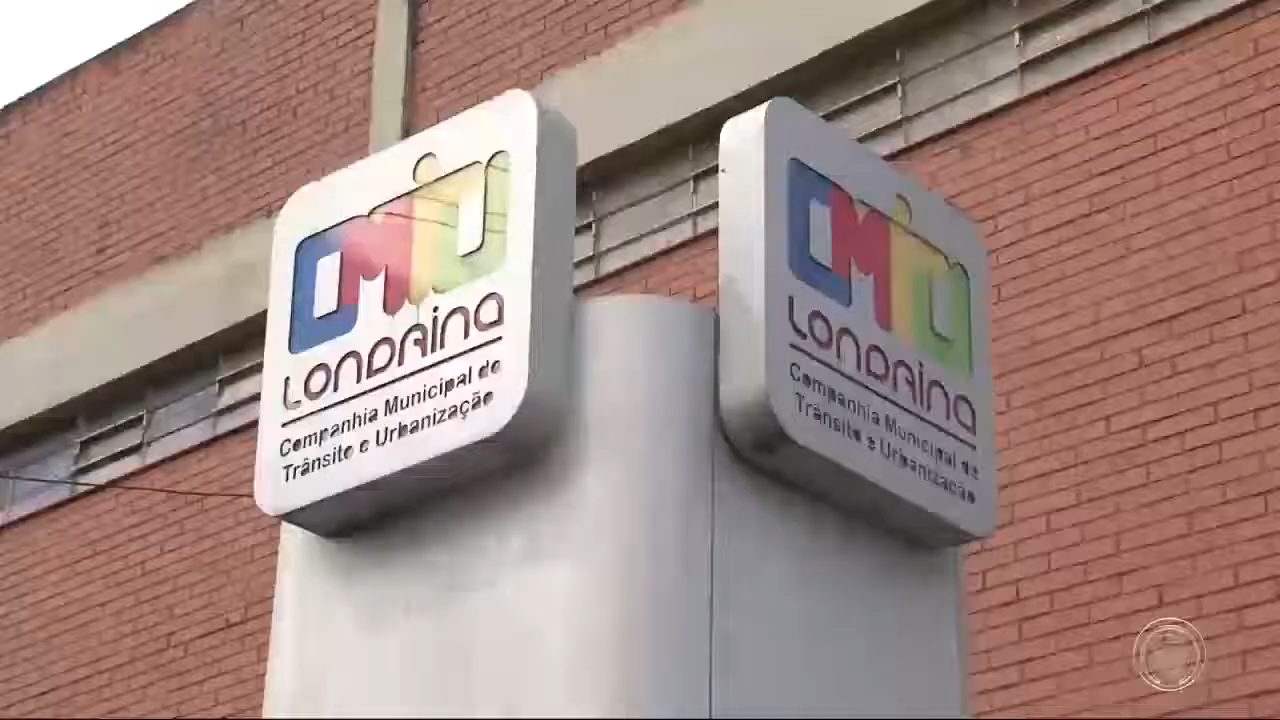 CMTU
LONDRINA
Companhia Municipal de
Trânsito e Urbanização
CMTU
LONDRINA
Companhia Municipal de
Trânsito e Urbanização